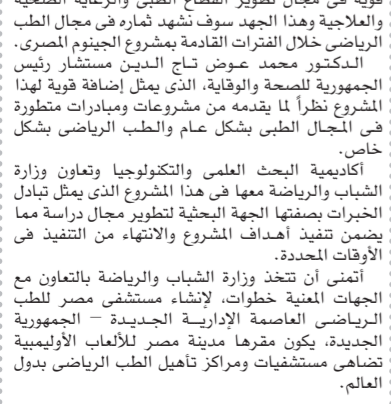 قوية فى مجال تطوير القطاع الطبى والرعاية الصحية
والعلاجية وهذا الجهد سوف نشهد ثماره فى مجال الطب
الرياضى خلال الفترات القادمة بمشروع الجينوم المصرى.
الدكتور محمد عوض تاج الدين مستشار رئيس
الجمهورية للصحة والوقاية، الذى يمثل إضافة قوية لهذا
المشروع نظراً لما يقدمه من مشروعات ومبادرات متطورة
فى المجال الطبى بشكل عام والطب الرياضى بشكل
خاص.
أكاديمية البحث العلمى والتكنولوجيا وتعاون وزارة
الشباب والرياضة معها فى هذا المشروع الذى يمثل تبادل
الخبرات بصفتها الجهة البحثية لتطوير مجال دراسة مما
يضمن تنفيذ أهداف المشروع والانتهاء من التنفيذ فى
الأوقات المحددة.
أتمنى أن تتخذ وزارة الشباب والرياضة بالتعاون مع
الجهات المعنية خطوات، لإنشاء مستشفى مصر للطب
الرياضى العاصمة الإدارية الجديدة – الجمهورية
الجديدة، يكون مقرها مدينة مصر للألعاب الأوليمبية
تضاهى مستشفيات ومراكز تأهيل الطب الرياضى بدول
العالم.